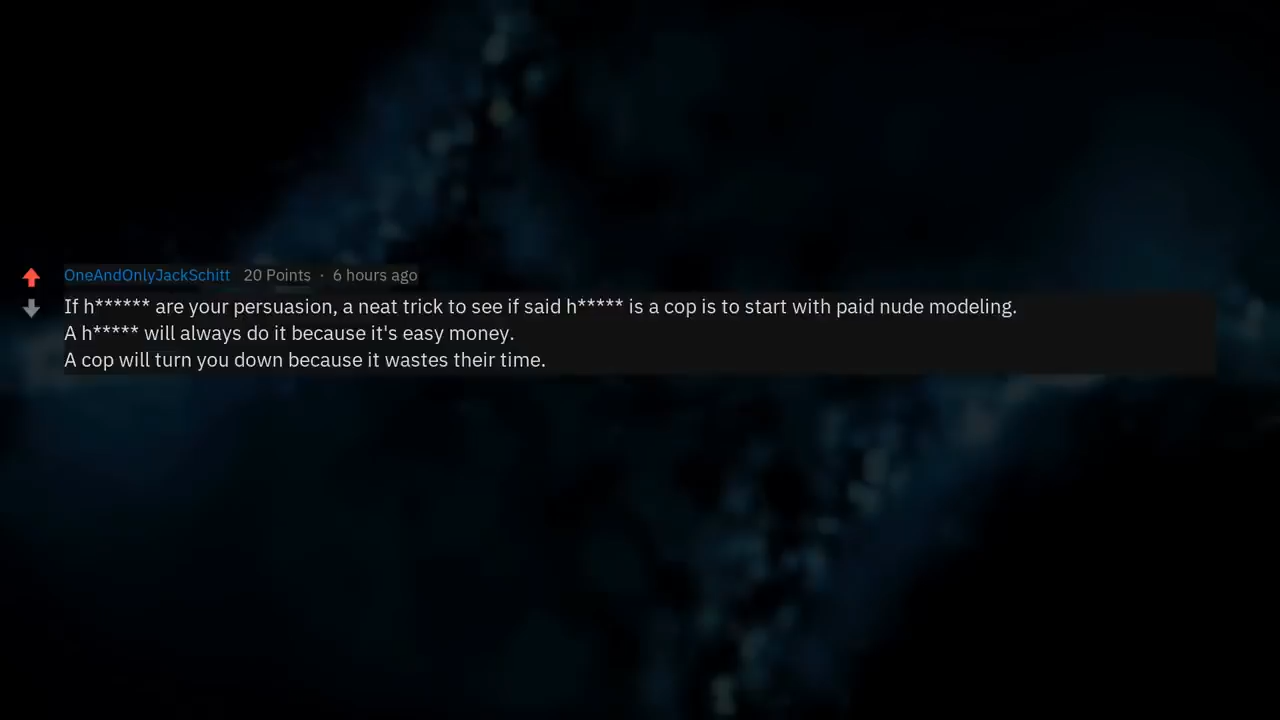 OneAndOnlyJackSchitt 20 Points · 6 hours ago
If h****** are your persuasion, a neat trick to see if said h***** is a cop is to start with paid nude modeling.
A h***** will always do it because it's easy money.
A cop will turn you down because it wastes their time.